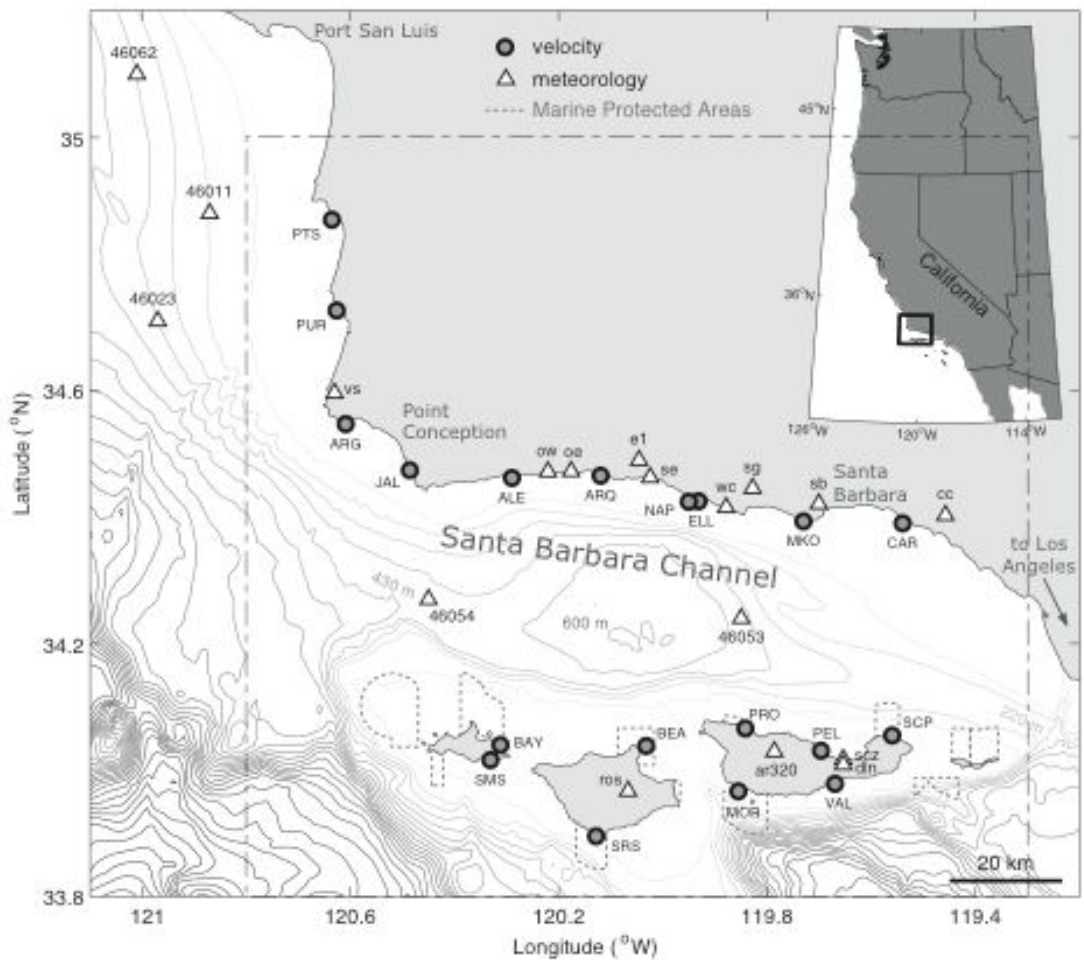 Port San Luis
velocity
meteorology
Marine Protected Areas
46062
46011
46023
PTS
PUR
vs
ARG
Point
Conception
JAL
ALE
ow
oe
ARQ
e1
se
NAP
ELL
wc
sg
MKO
sb
Santa
Barbara
CAR
cc
to Los
Angeles
Santa Barbara Channel
430 m
46054
600 m
46053
BAY
SMS
BEA
ros
SRS
PRO
PEL
SCP
ar320
scz
MOR
VAL
20 km
45°N
36°N
California
126°W
120°W
114°W
35
34.6
34.2
33.8
121
120.6
120.2
119.8
119.4
Latitude (°N)
Longitude (°W)